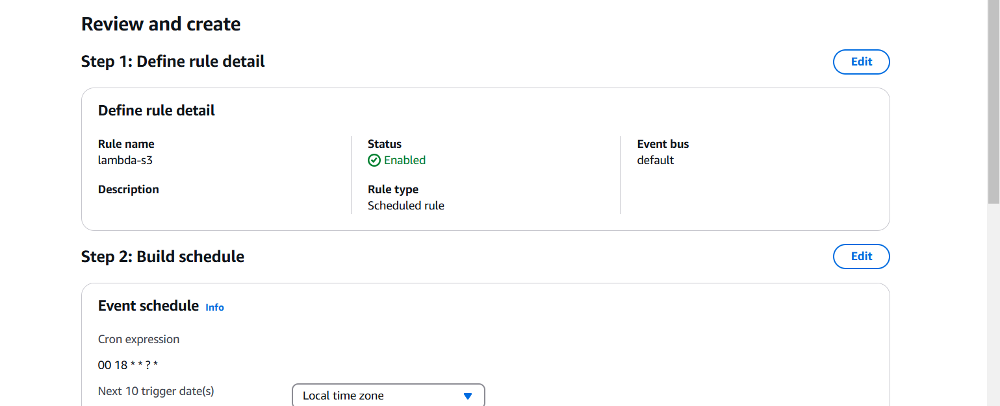 Review and create
Step 1: Define rule detail
Edit
Define rule detail
Rule name
lambda-s3
Status
Enabled
Event bus
default
Description
Rule type
Scheduled rule
Step 2: Build schedule
Edit
Event schedule Info
Cron expression
00 18 * * ? *
Next 10 trigger date(s)
Local time zone